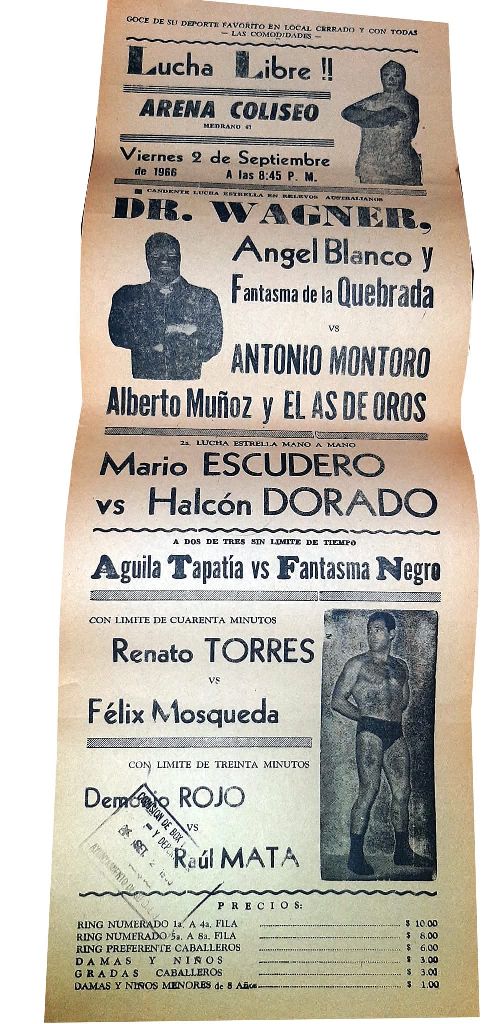 GOCE DE SU DEPORTE FAVORITO EN LOCAL CERRADO Y CON TODAS
— LAS COMODIDADES —
Lucha Libre !!
ARENA COLISEO
MEDRANO 47
Viernes 2 de Septiembre
de 1966 A las 8:45 P. M.
CANDENTE LUCHA ESTRELLA EN RELEVOS AUSTRALIANOS
DR. WAGNER,
Angel Blanco y
Fantasma de la Quebrada
VS
ANTONIO MONTORO
Alberto Muñoz y EL AS DE OROS
2a. LUCHA ESTRELLA MANO A MANO
Mario ESCUDERO
vs Halcón DORADO
A DOS DE TRES SIN LIMITE DE TIEMPO
Aguila Tapatía vs Fantasma Negro
CON LIMITE DE CUARENTA MINUTOS
Renato TORRES
VS
Félix Mosqueda
CON LIMITE DE TREINTA MINUTOS
Demonio ROJO
VS
Raúl MATA
COMISION DE BOX
Y
AYUNTAMIENTO
PRECIOS:
RING NUMERADO 1a. A 4a. FILA $ 10.00
RING NUMERADO 5a. A 8a. FILA $ 8.00
RING PREFERENTE CABALLEROS $ 6.00
DAMAS Y NIÑOS $ 3.00
GRADAS CABALLEROS $ 3.00
DAMAS Y NIÑOS MENORES de 8 Años $ 1.00